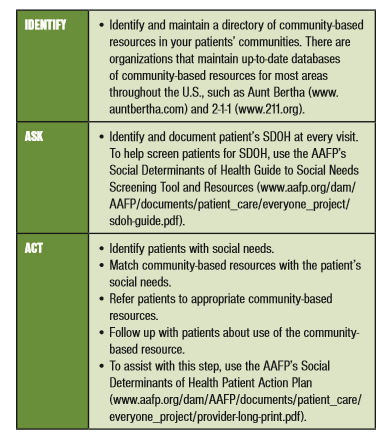 IDENTIFY
• Identify and maintain a directory of community-based
resources in your patients' communities. There are
organizations that maintain up-to-date databases
of community-based resources for most areas
throughout the U.S., such as Aunt Bertha (www.
auntbertha.com) and 2-1-1 (www.211.org).
ASK
• Identify and document patient's SDOH at every visit.
To help screen patients for SDOH, use the AAFP's
Social Determinants of Health Guide to Social Needs
Screening Tool and Resources (www.aafp.org/dam/
AAFP/documents/patient_care/everyone_project/
sdoh-guide.pdf).
ACT
• Identify patients with social needs.
• Match community-based resources with the patient's
social needs.
• Refer patients to appropriate community-based
resources.
• Follow up with patients about use of the community-
based resource.
• To assist with this step, use the AAFP's Social
Determinants of Health Patient Action Plan
(www.aafp.org/dam/AAFP/documents/patient_care/
everyone_project/provider-long-print.pdf).